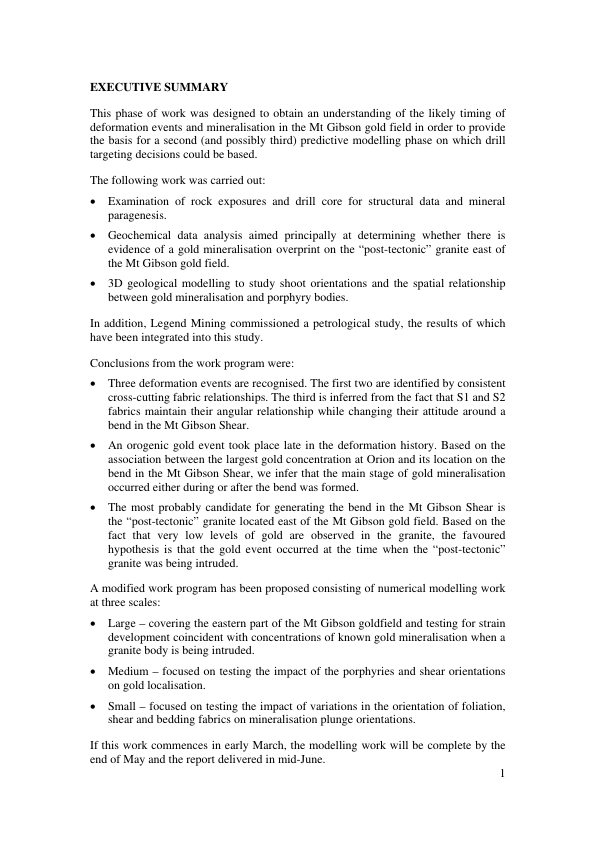 EXECUTIVE SUMMARY
This phase of work was designed to obtain an understanding of the likely timing of
deformation events and mineralisation in the Mt Gibson gold field in order to provide
the basis for a second (and possibly third) predictive modelling phase on which drill
targeting decisions could be based.
The following work was carried out:
• Examination of rock exposures and drill core for structural data and mineral
paragenesis.
• Geochemical data analysis aimed principally at determining whether there is
evidence of a gold mineralisation overprint on the “post-tectonic” granite east of
the Mt Gibson gold field.
• 3D geological modelling to study shoot orientations and the spatial relationship
between gold mineralisation and porphyry bodies.
In addition, Legend Mining commissioned a petrological study, the results of which
have been integrated into this study.
Conclusions from the work program were:
• Three deformation events are recognised. The first two are identified by consistent
cross-cutting fabric relationships. The third is inferred from the fact that S1 and S2
fabrics maintain their angular relationship while changing their attitude around a
bend in the Mt Gibson Shear.
• An orogenic gold event took place late in the deformation history. Based on the
association between the largest gold concentration at Orion and its location on the
bend in the Mt Gibson Shear, we infer that the main stage of gold mineralisation
occurred either during or after the bend was formed.
• The most probably candidate for generating the bend in the Mt Gibson Shear is
the “post-tectonic” granite located east of the Mt Gibson gold field. Based on the
fact that very low levels of gold are observed in the granite, the favoured
hypothesis is that the gold event occurred at the time when the “post-tectonic”
granite was being intruded.
A modified work program has been proposed consisting of numerical modelling work
at three scales:
• Large – covering the eastern part of the Mt Gibson goldfield and testing for strain
development coincident with concentrations of known gold mineralisation when a
granite body is being intruded.
• Medium – focused on testing the impact of the porphyries and shear orientations
on gold localisation.
• Small – focused on testing the impact of variations in the orientation of foliation,
shear and bedding fabrics on mineralisation plunge orientations.
If this work commences in early March, the modelling work will be complete by the
end of May and the report delivered in mid-June.
1